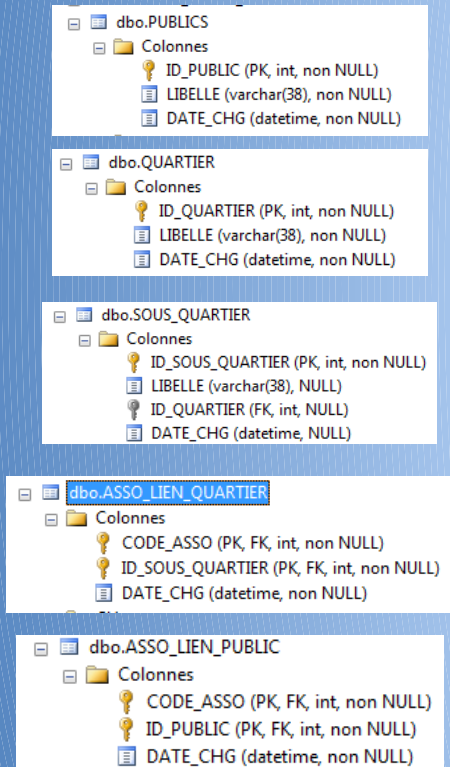 dbo.PUBLICS
Colonnes
ID_PUBLIC (PK, int, non NULL)
LIBELLE (varchar(38), non NULL)
DATE_CHG (datetime, non NULL)
dbo.QUARTIER
Colonnes
ID_QUARTIER (PK, int, non NULL)
LIBELLE (varchar(38), non NULL)
DATE_CHG (datetime, non NULL)
dbo.SOUS_QUARTIER
Colonnes
ID_SOUS_QUARTIER (PK, int, non NULL)
LIBELLE (varchar(38), NULL)
ID_QUARTIER (FK, int, NULL)
DATE_CHG (datetime, NULL)
dbo.ASSO_LIEN_QUARTIER
Colonnes
CODE_ASSO (PK, FK, int, non NULL)
ID_SOUS_QUARTIER (PK, FK, int, non NULL)
DATE_CHG (datetime, non NULL)
dbo.ASSO_LIEN_PUBLIC
Colonnes
CODE_ASSO (PK, FK, int, non NULL)
ID_PUBLIC (PK, FK, int, non NULL)
DATE_CHG (datetime, non NULL)